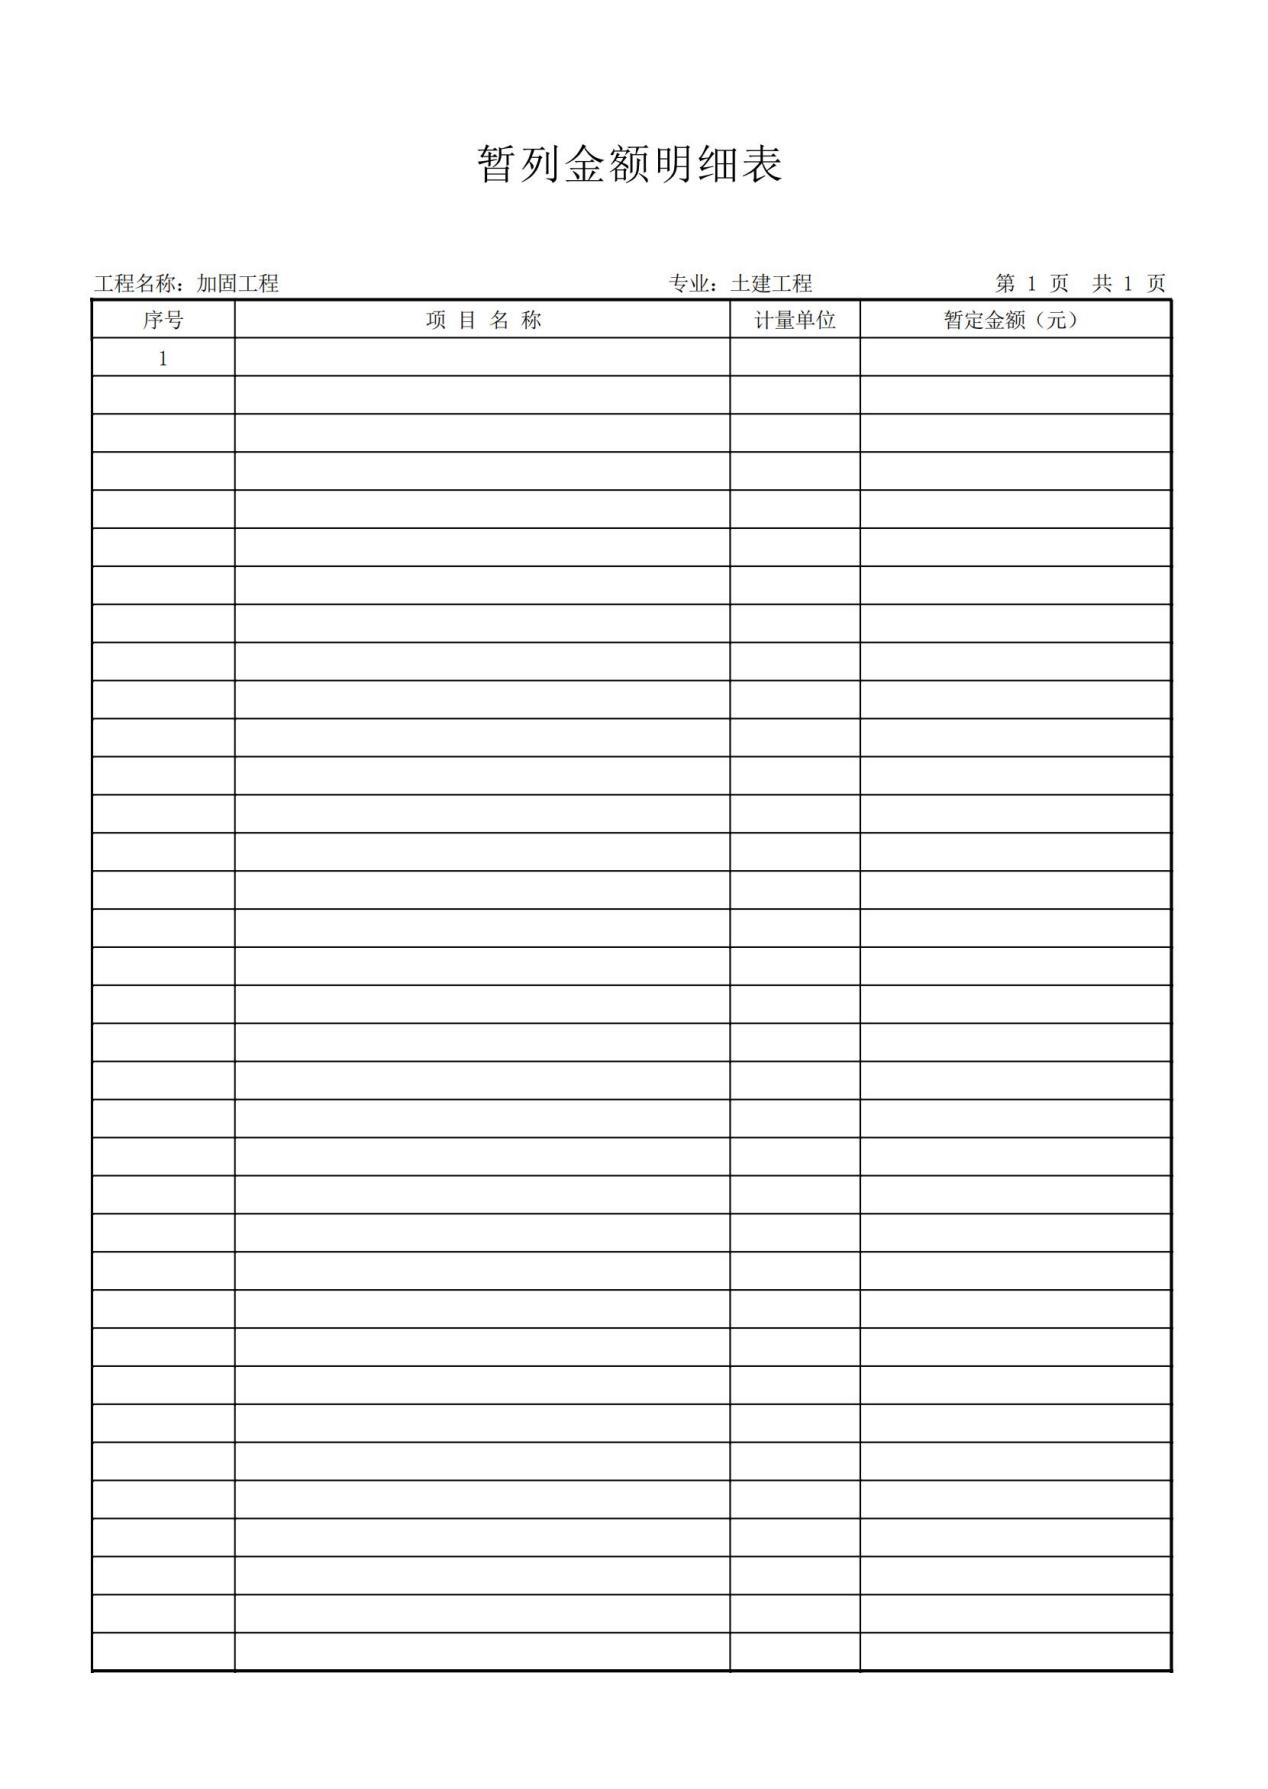 暂列金额明细表
工程名称：加固工程 专业：土建工程 第 1 页 共 1 页
序号 项 目 名 称 计量单位 暂定金额（元）
1